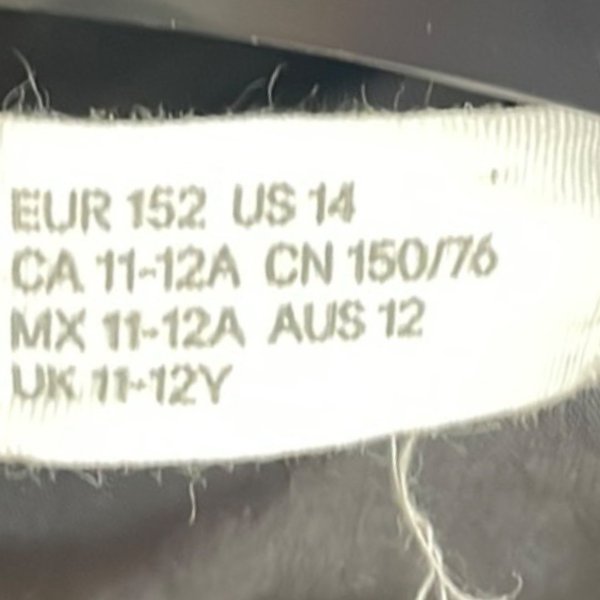 EUR 152 US 14
CA 11-12A CN 150/76
MX 11-12A AUS 12
UK 11-12Y